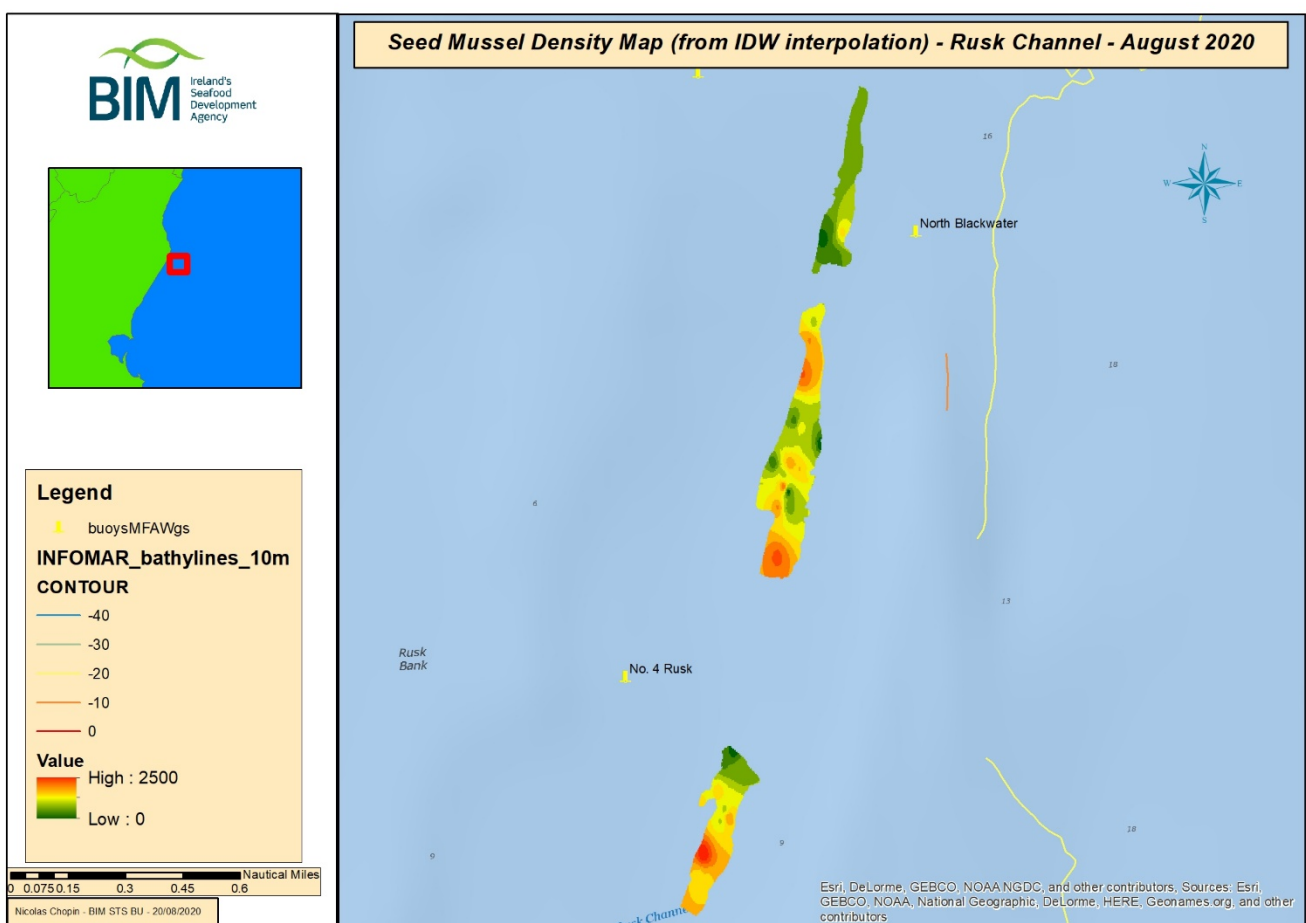 Seed Mussel Density Map (from IDW interpolation) - Rusk Channel - August 2020
BIM
Ireland's
Seafood
Development
Agency
Legend
buoysMFAWgs
INFOMAR_bathylines_10m
CONTOUR
-40
-30
-20
-10
0
Value
High : 2500
Low : 0
Nautical Miles
0 0.075 0.15 0.3 0.45 0.6
Nicolas Chopin - BIM STS BU - 20/08/2020
16
N
W E
S
North Blackwater
18
6
13
Rusk
Bank
No. 4 Rusk
18
9
9
Channe
Esri, DeLorme, GEBCO, NOAA NGDC, and other contributors, Sources: Esri,
GEBCO, NOAA, National Geographic, DeLorme, HERE, Geonames.org, and other
contributors